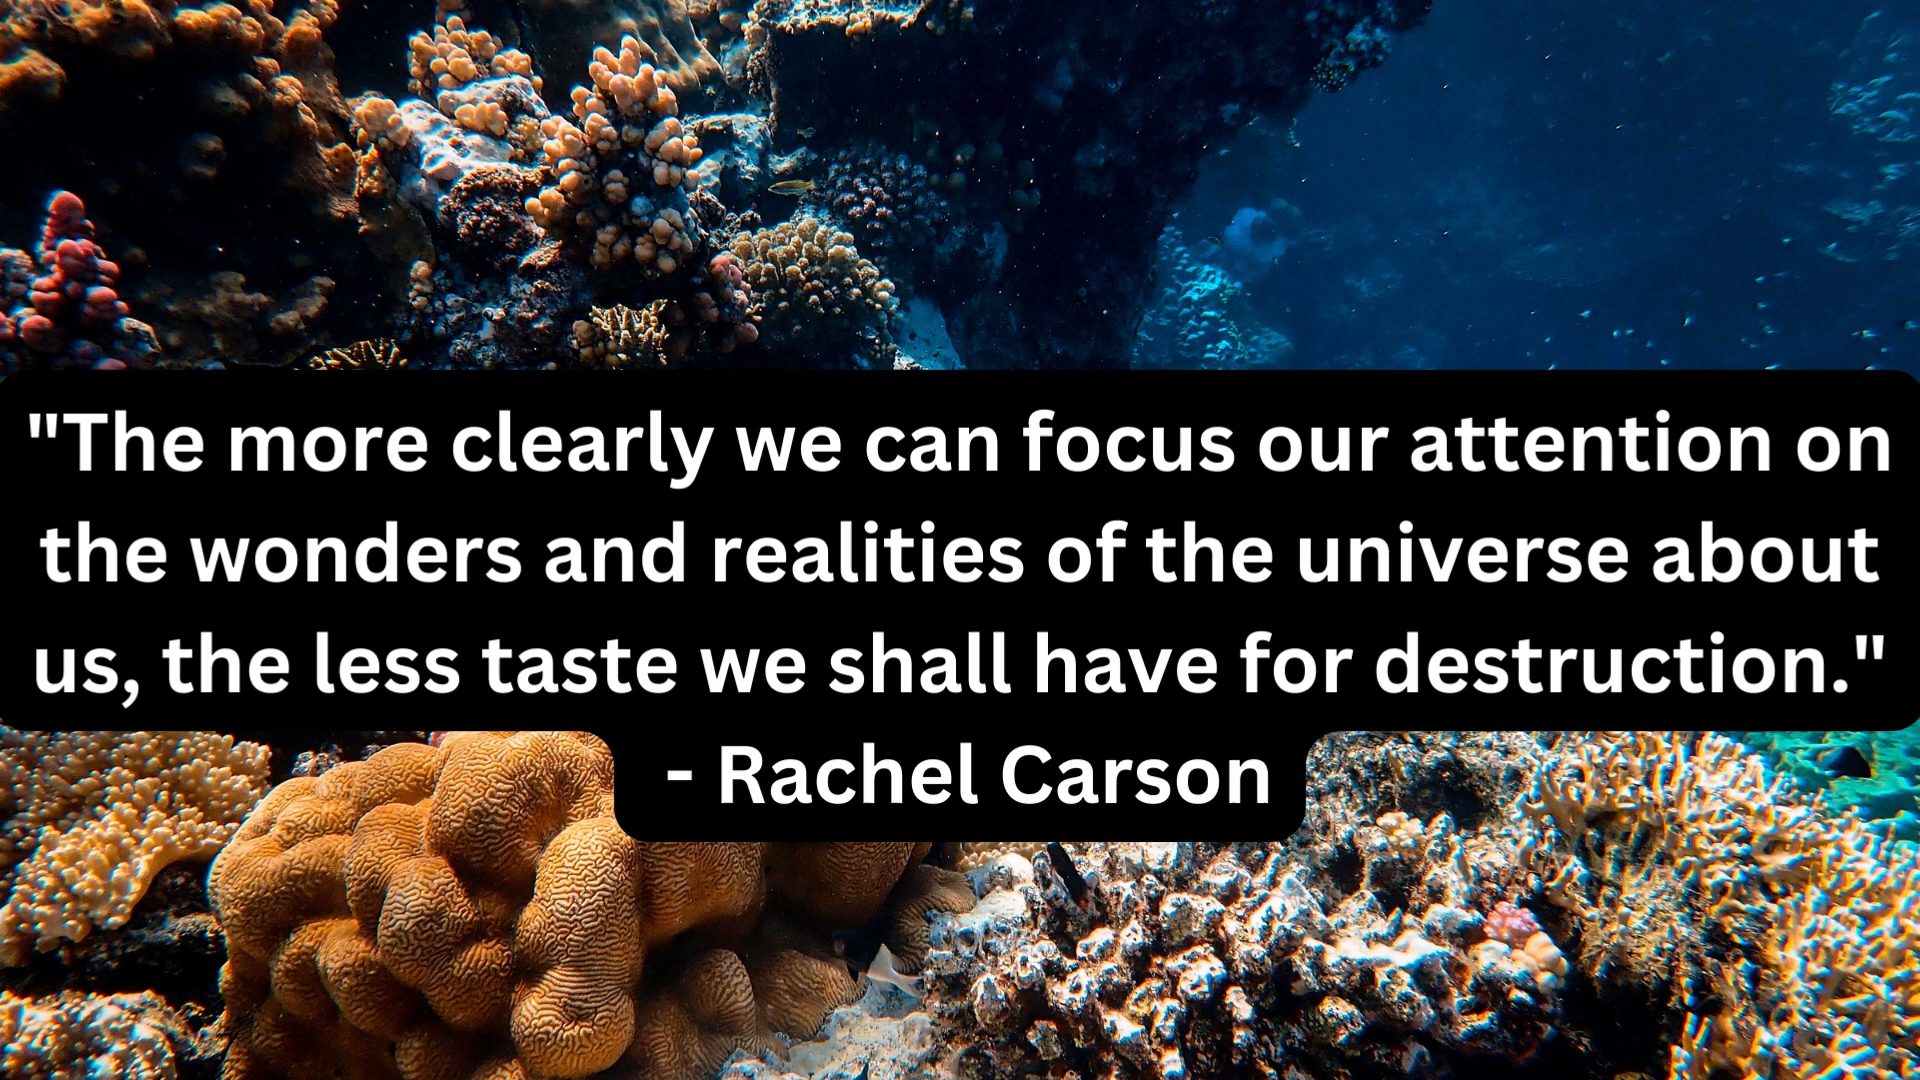 "The more clearly we can focus our attention on
the wonders and realities of the universe about
us, the less taste we shall have for destruction."
- Rachel Carson